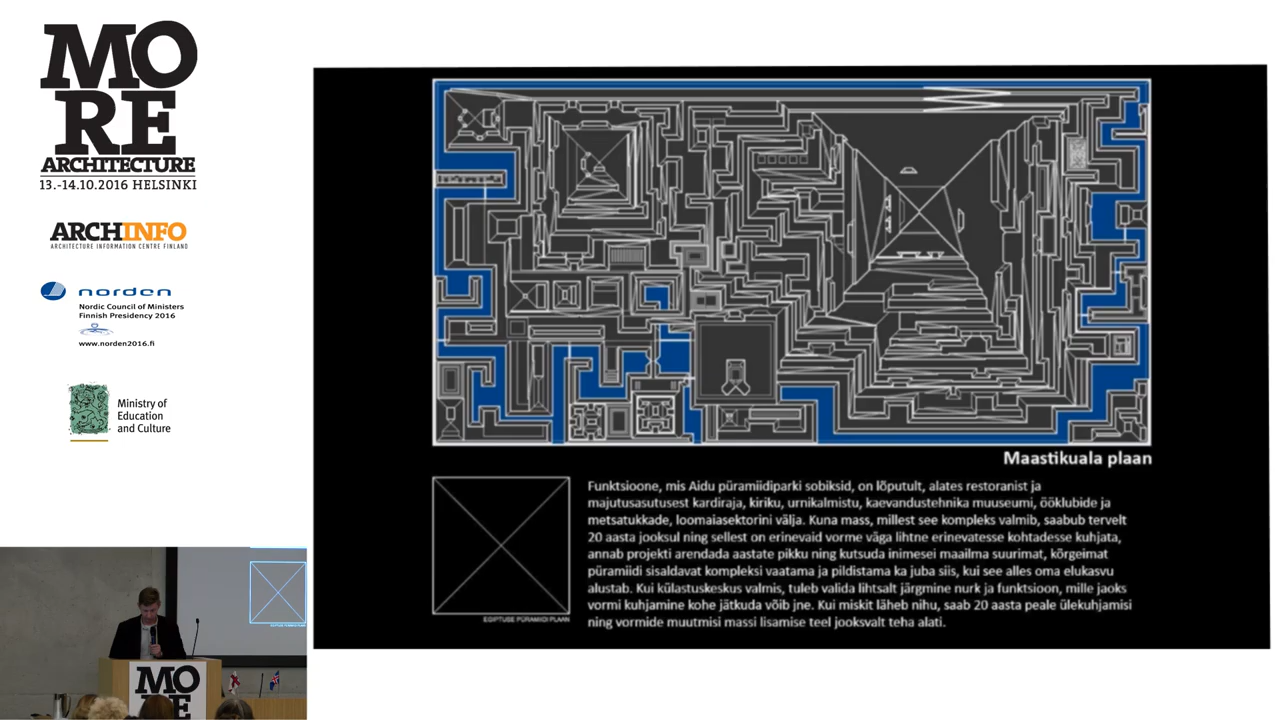 MO
RE
ARCHITECTURE
13.-14.10.2016 HELSINKI
ARCHINFO
ARCHITECTURE INFORMATION CENTRE FINLAND
norden
Nordic Council of Ministers
Finnish Presidency 2016
www.norden2016.fi
Ministry of
Education
and Culture
Maastikuala plaan
Funktsioone, mis Aidu püramiidiparki sobiksid, on lõputult, alates restoranist ja
majutusasutusest kardiraja, kiriku, urnikalmistu, kaevandustehnika muuseumi, ööklubide ja
metsatukkade, loomaiasektorini välja. Kuna mass, millest see kompleks valmib, saabub tervelt
20 aasta jooksul ning sellest on erinevaid vorme väga lihtne erinevatesse kohtadesse kuhjata,
annab projekti arendada aastate pikku ning kutsuda inimesei maailma suurimat, kõrgeimat
püramiidi sisaldavat kompleksi vaatama ja pildistama ka juba siis, kui see alles oma elukasvu
alustab. Kui külastuskeskus valmis, tuleb valida lihtsalt järgmine nurk ja funktsioon, mille jaoks
vormi kuhjamine kohe jätkuda võib jne. Kui miskit läheb nihu, saab 20 aasta peale ülekuhjamisi
ning vormide muutmisi massi lisamise teel jooksvalt teha alati.
EGIPTUSE PÜRAMIIDI PLAAN
MO
RE